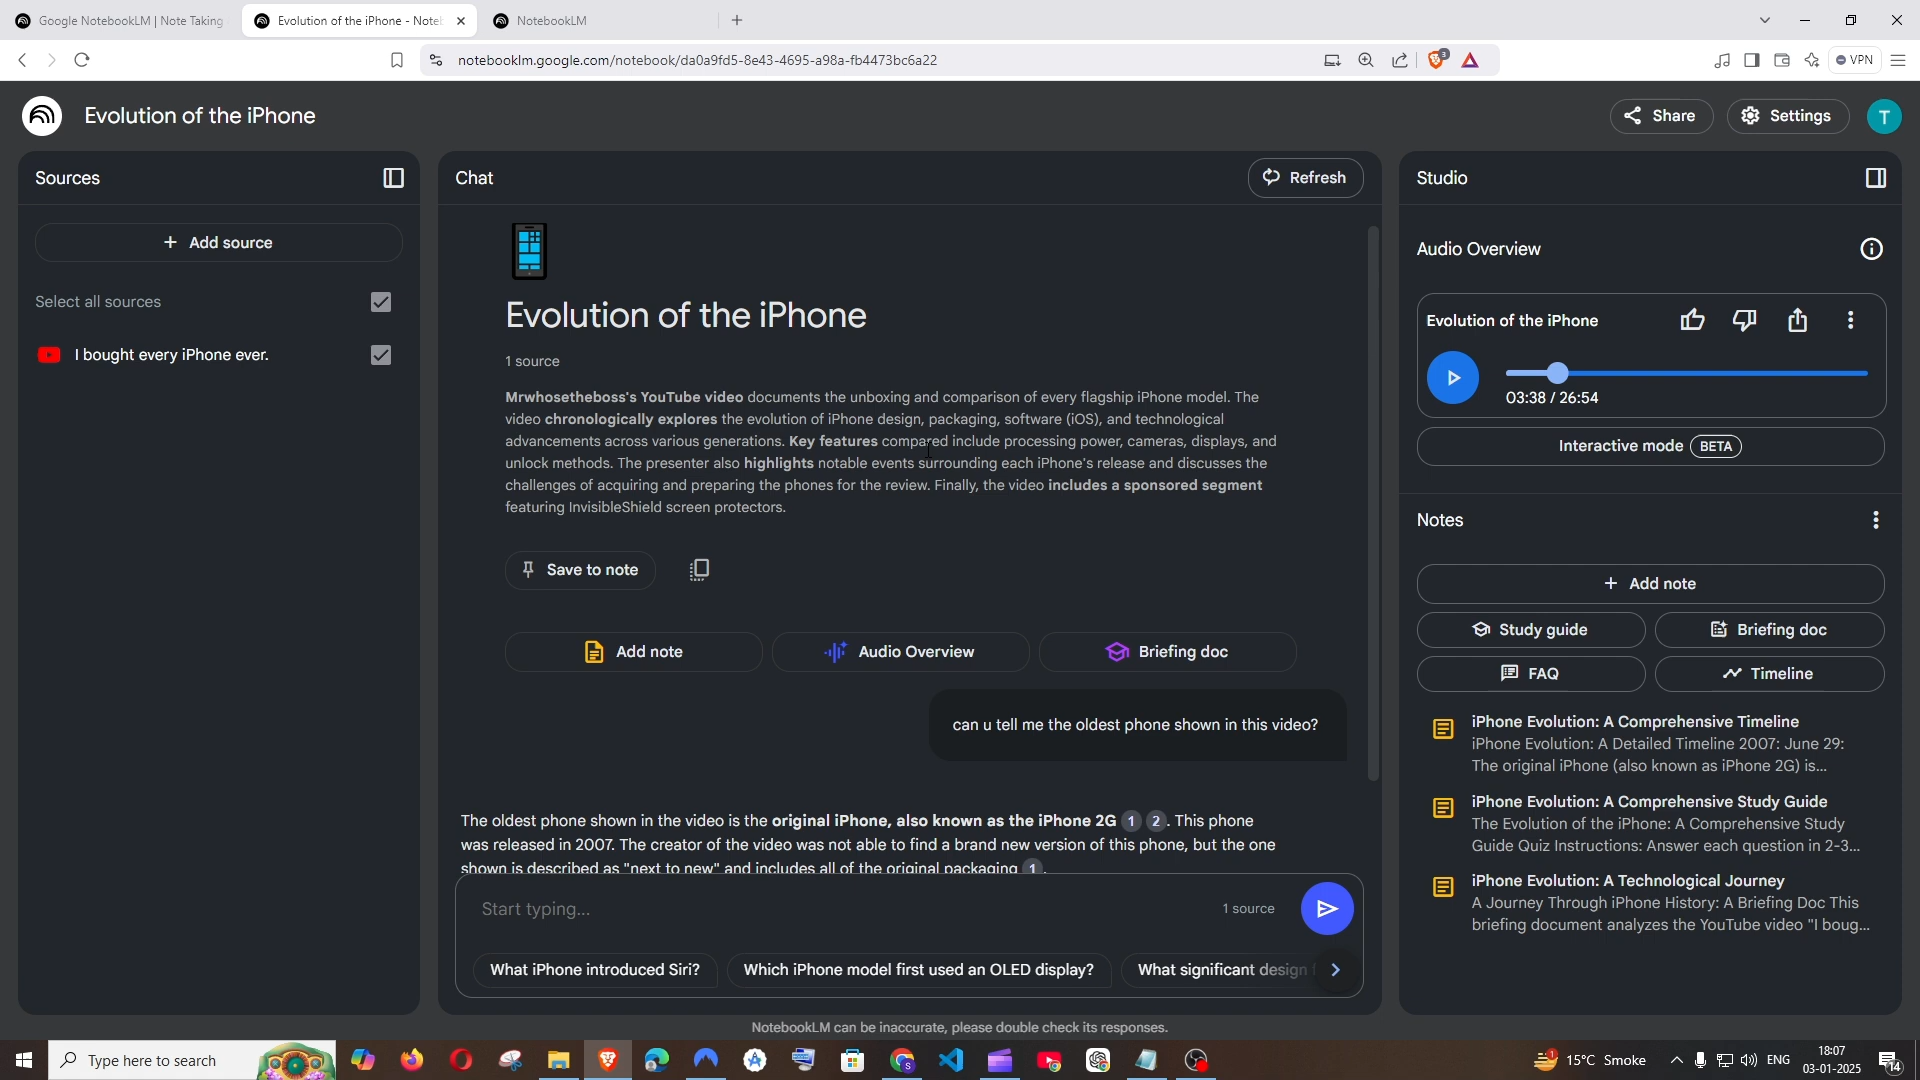 Google NotebookLM | Note Taking
Evolution of the iPhone - Note
NotebookLM
notebooklm.google.com/notebook/da0a9fd5-8e43-4695-a98a-fb4473bc6a22
3
VPN
Evolution of the iPhone
Share
Settings
T
Sources
Add source
Select all sources
I bought every iPhone ever.
Chat
Refresh
Evolution of the iPhone
1 source
Mrwhosetheboss's YouTube video documents the unboxing and comparison of every flagship iPhone model. The
video chronologically explores the evolution of iPhone design, packaging, software (iOS), and technological
advancements across various generations. Key features compared include processing power, cameras, displays, and
unlock methods. The presenter also highlights notable events surrounding each iPhone's release and discusses the
challenges of acquiring and preparing the phones for the review. Finally, the video includes a sponsored segment
featuring InvisibleShield screen protectors.
Save to note
Add note
Audio Overview
Briefing doc
can u tell me the oldest phone shown in this video?
The oldest phone shown in the video is the original iPhone, also known as the iPhone 2G 1 2. This phone
was released in 2007. The creator of the video was not able to find a brand new version of this phone, but the one
shown is described as "next to new" and includes all of the original packaging 1.
Start typing...
1 source
What iPhone introduced Siri?
Which iPhone model first used an OLED display?
What significant design
NotebookLM can be inaccurate, please double check its responses.
Studio
Audio Overview
Evolution of the iPhone
03:38 / 26:54
Interactive mode BETA
Notes
Add note
Study guide
Briefing doc
FAQ
Timeline
iPhone Evolution: A Comprehensive Timeline
iPhone Evolution: A Detailed Timeline 2007: June 29:
The original iPhone (also known as iPhone 2G) is...
iPhone Evolution: A Comprehensive Study Guide
The Evolution of the iPhone: A Comprehensive Study
Guide Quiz Instructions: Answer each question in 2-3...
iPhone Evolution: A Technological Journey
A Journey Through iPhone History: A Briefing Doc This
briefing document analyzes the YouTube video "I boug...
Type here to search
1
15°C Smoke
ENG
18:07
03-01-2025
14